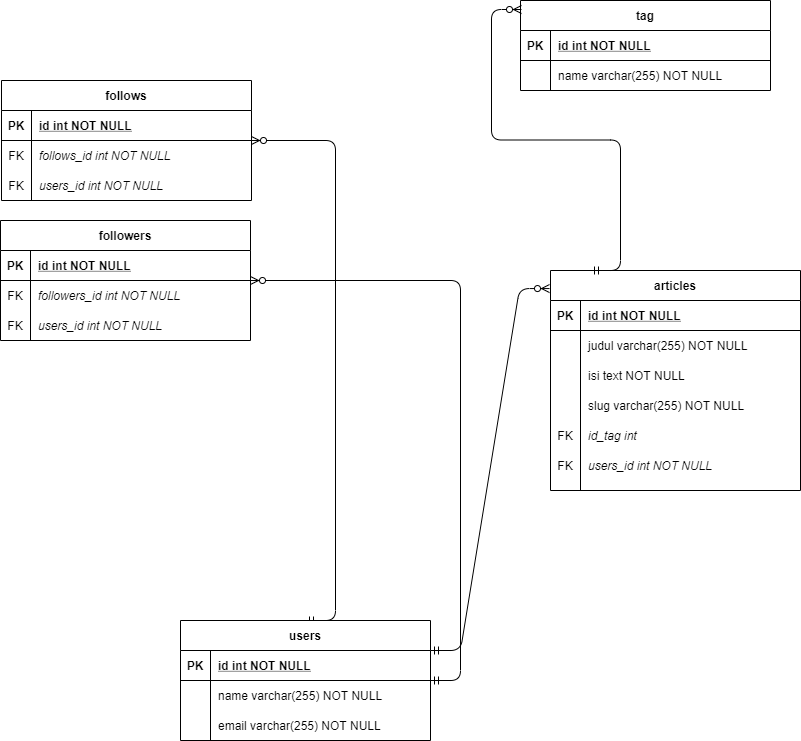 tag
PK id int NOT NULL
name varchar(255) NOT NULL
follows
PK id int NOT NULL
FK follows_id int NOT NULL
FK users_id int NOT NULL
followers
PK id int NOT NULL
FK followers_id int NOT NULL
FK users_id int NOT NULL
articles
PK id int NOT NULL
judul varchar(255) NOT NULL
isi text NOT NULL
slug varchar(255) NOT NULL
FK id_tag int
FK users_id int NOT NULL
users
PK id int NOT NULL
name varchar(255) NOT NULL
email varchar(255) NOT NULL